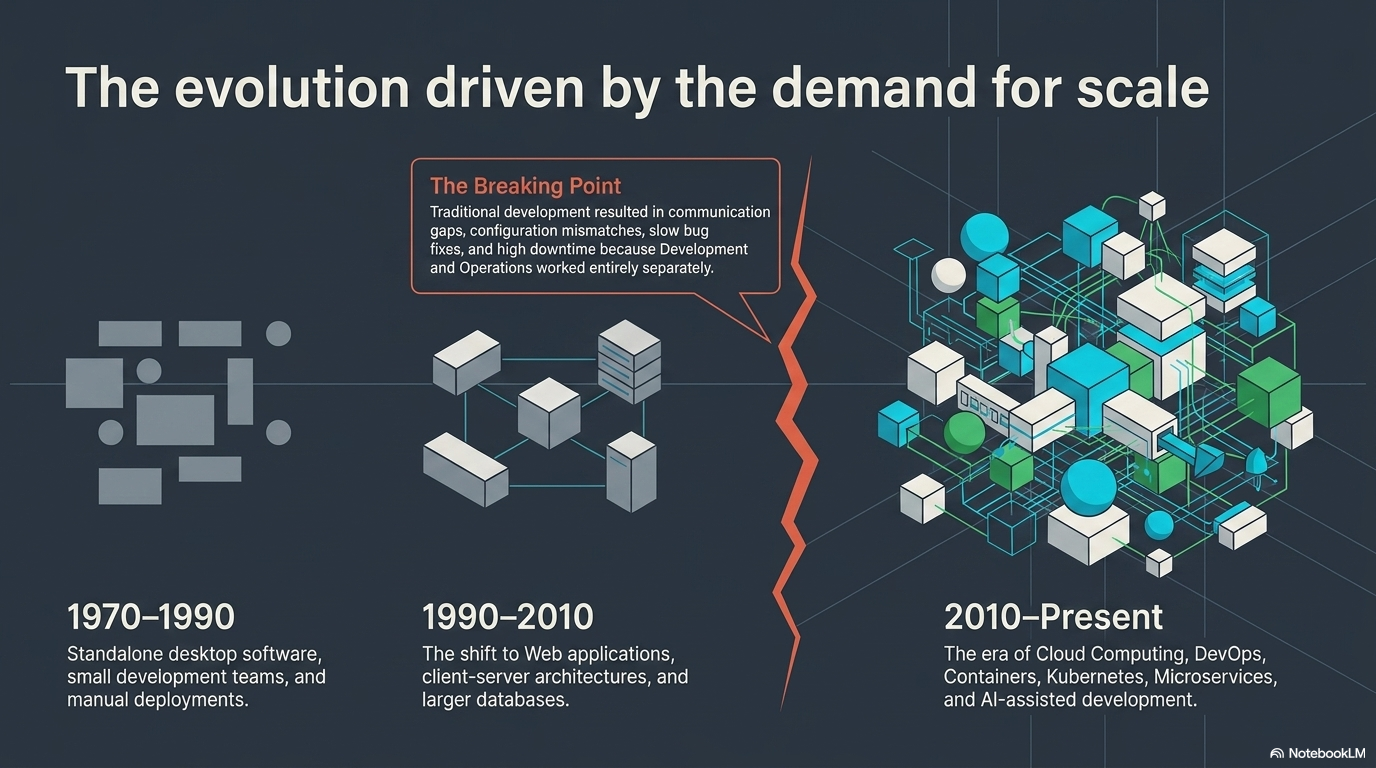 The evolution driven by the demand for scale
The Breaking Point
Traditional development resulted in communication
gaps, configuration mismatches, slow bug
fixes, and high downtime because Development
and Operations worked entirely separately.
1970–1990
Standalone desktop software,
small development teams, and
manual deployments.
1990–2010
The shift to Web applications,
client-server architectures, and
larger databases.
2010–Present
The era of Cloud Computing, DevOps,
Containers, Kubernetes, Microservices,
and AI-assisted development.
NotebookLM